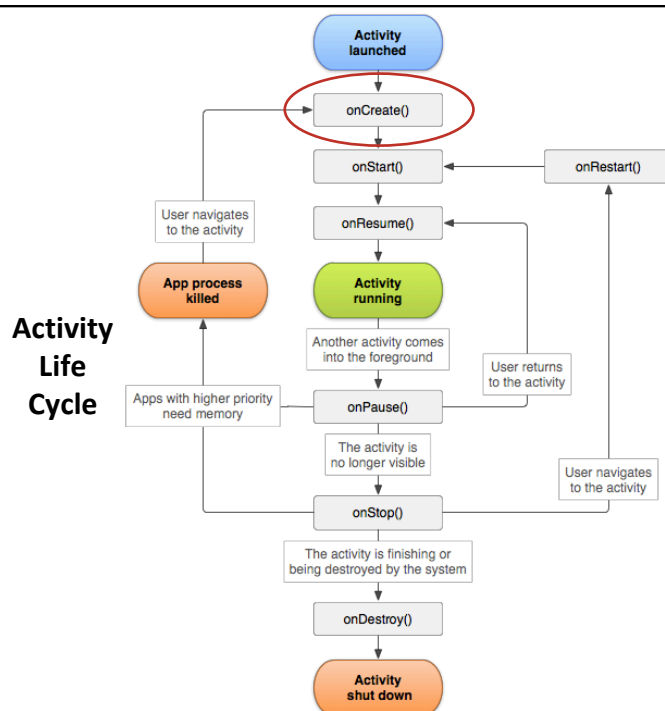 Activity
launched
onCreate()
onStart()
onRestart()
User navigates
to the activity
onResume()
App process
killed
Activity
running
Activity
Life
Cycle
Another activity comes
into the foreground
User returns
to the activity
Apps with higher priority
need memory
onPause()
The activity is
no longer visible
User navigates
to the activity
onStop()
The activity is finishing or
being destroyed by the system
onDestroy()
Activity
shut down